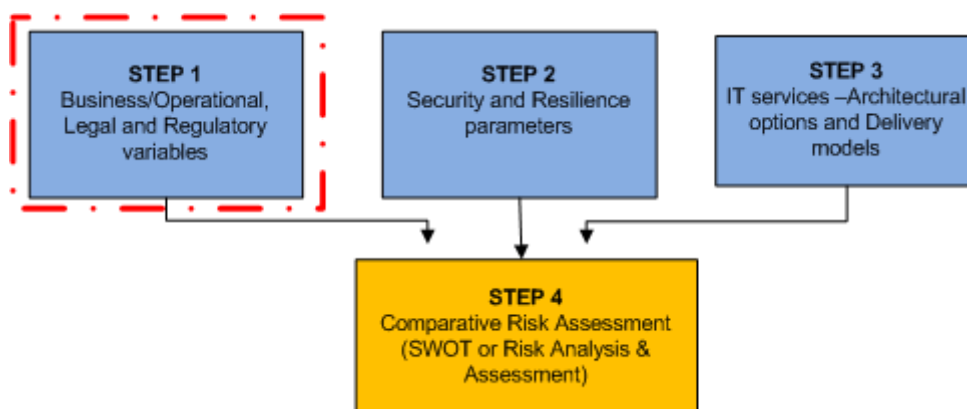 STEP 1
Business/Operational,
Legal and Regulatory
variables
STEP 2
Security and Resilience
parameters
STEP 3
IT services –Architectural
options and Delivery
models
STEP 4
Comparative Risk Assessment
(SWOT or Risk Analysis &
Assessment)